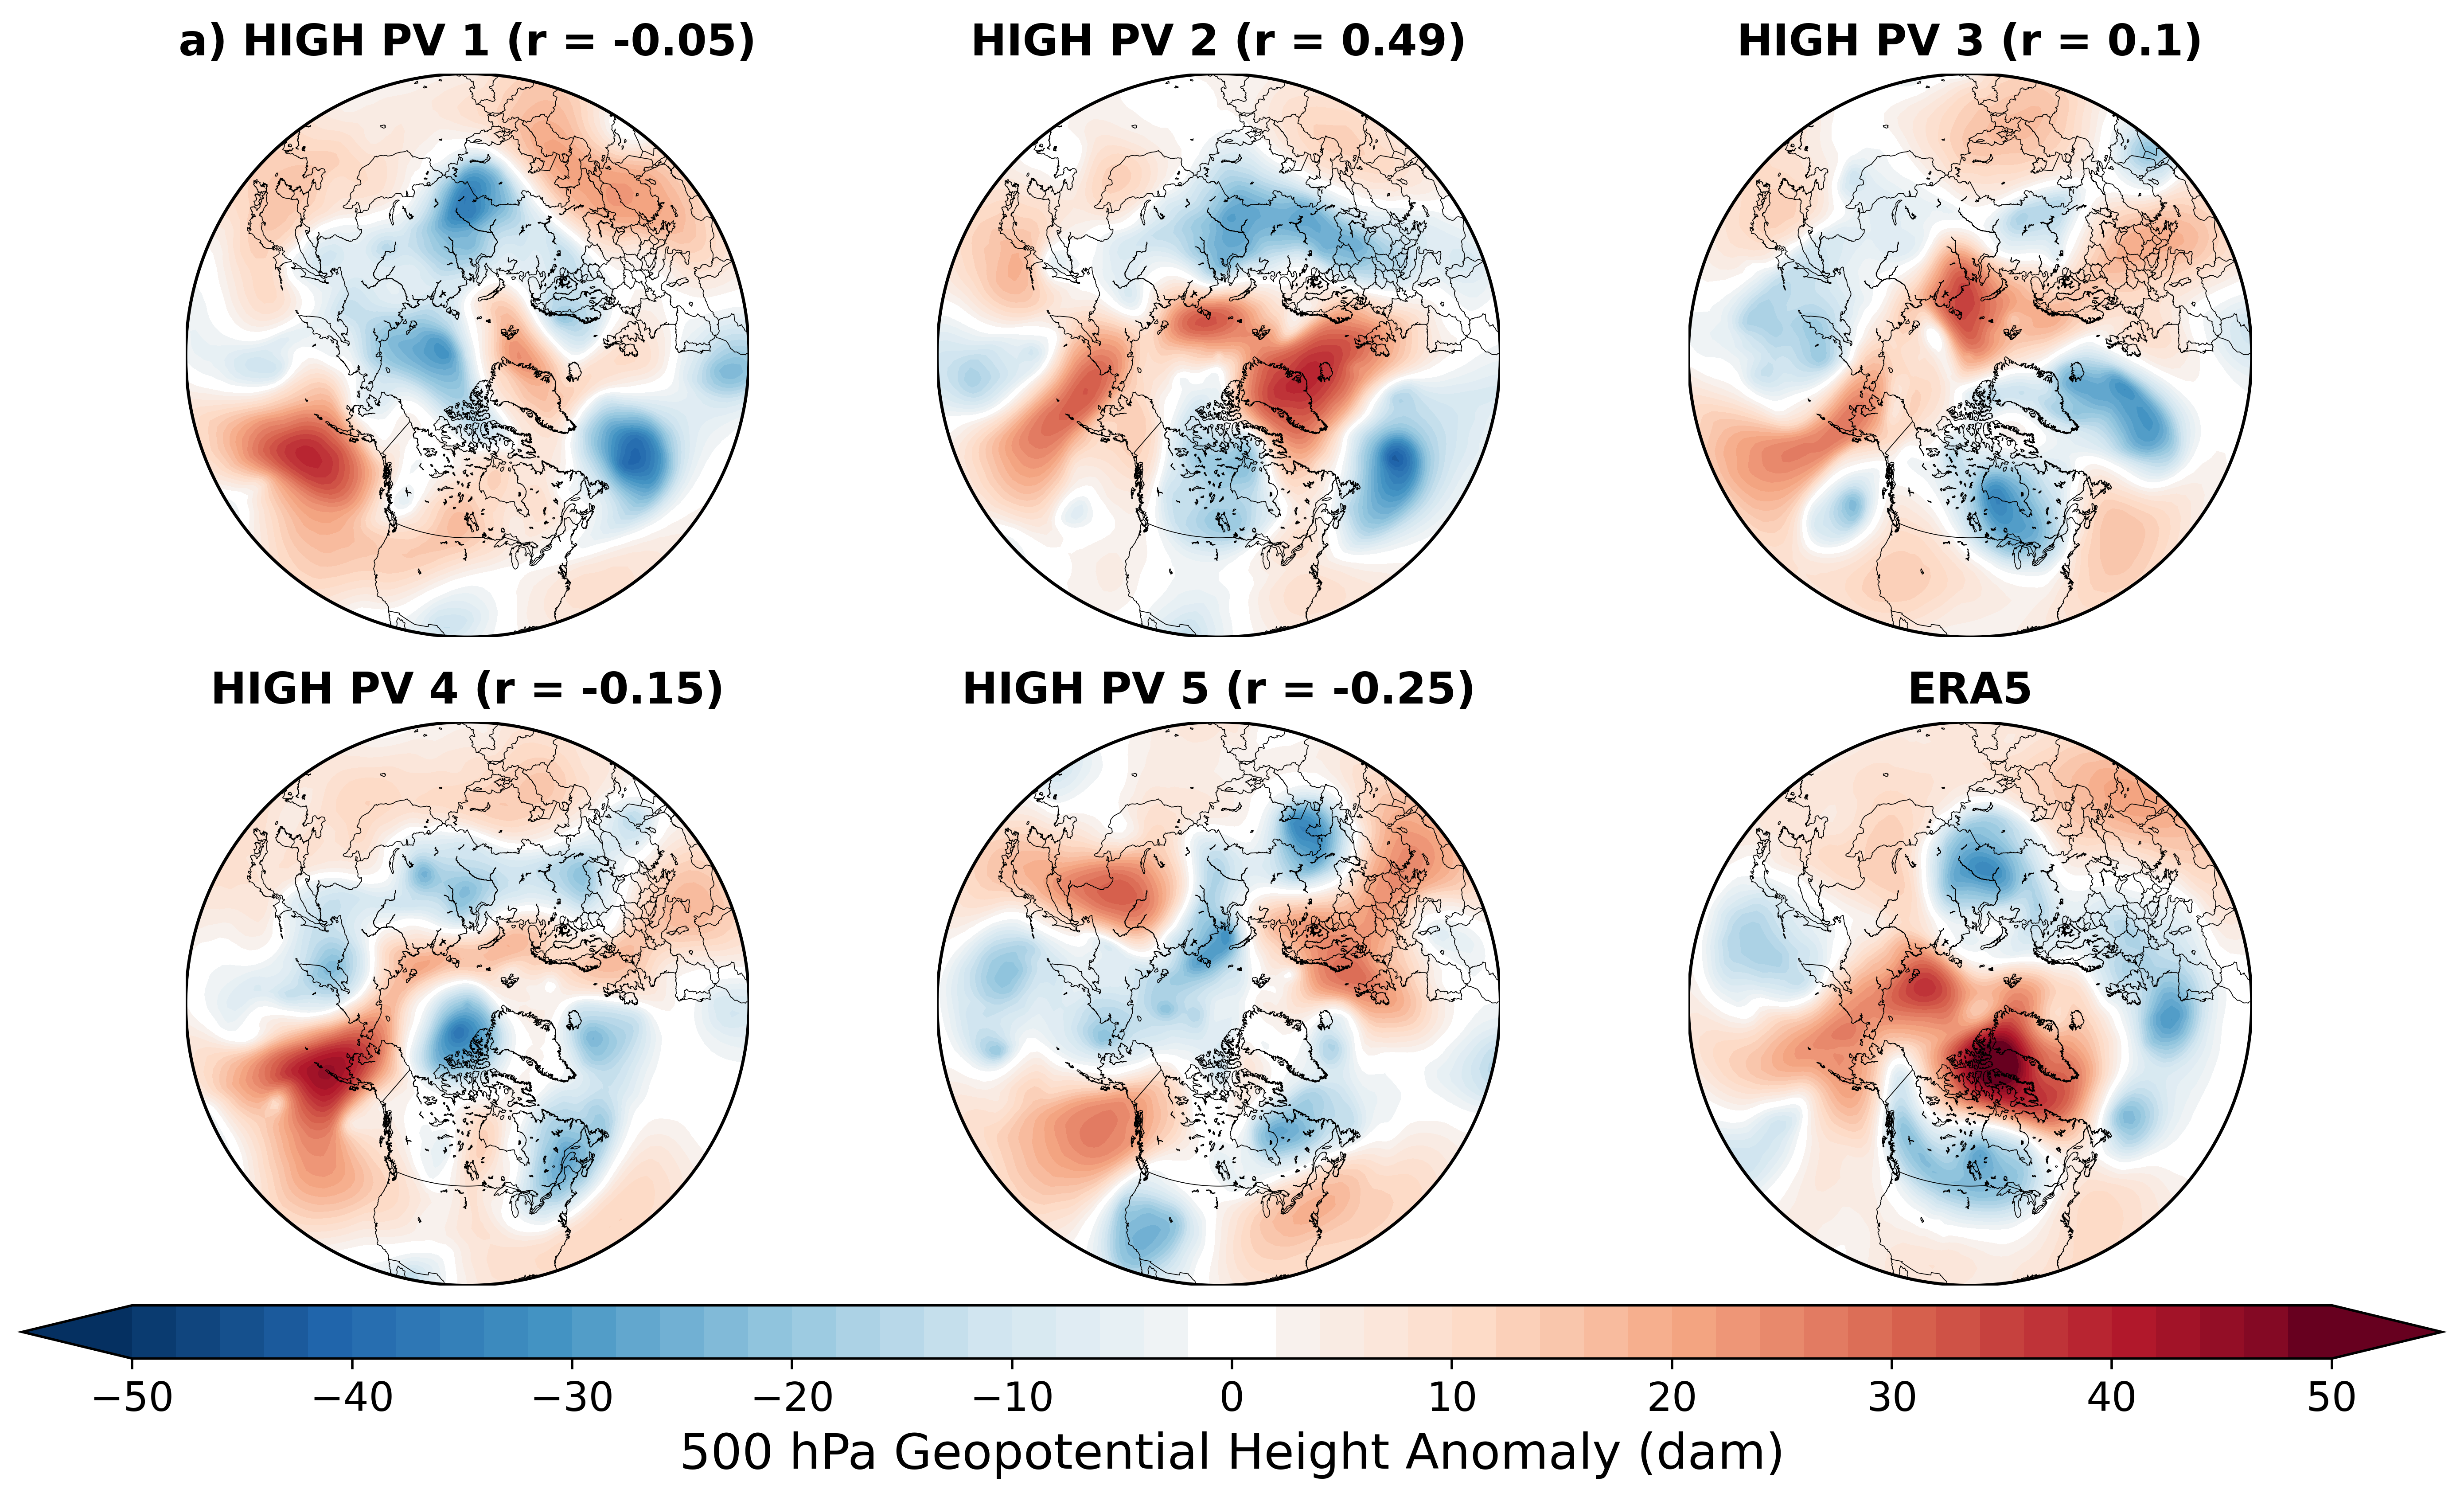 a) HIGH PV 1 (r = -0.05)
HIGH PV 2 (r = 0.49)
HIGH PV 3 (r = 0.1)
HIGH PV 4 (r = -0.15)
HIGH PV 5 (r = -0.25)
ERA5
−50 −40 −30 −20 −10 0 10 20 30 40 50
500 hPa Geopotential Height Anomaly (dam)